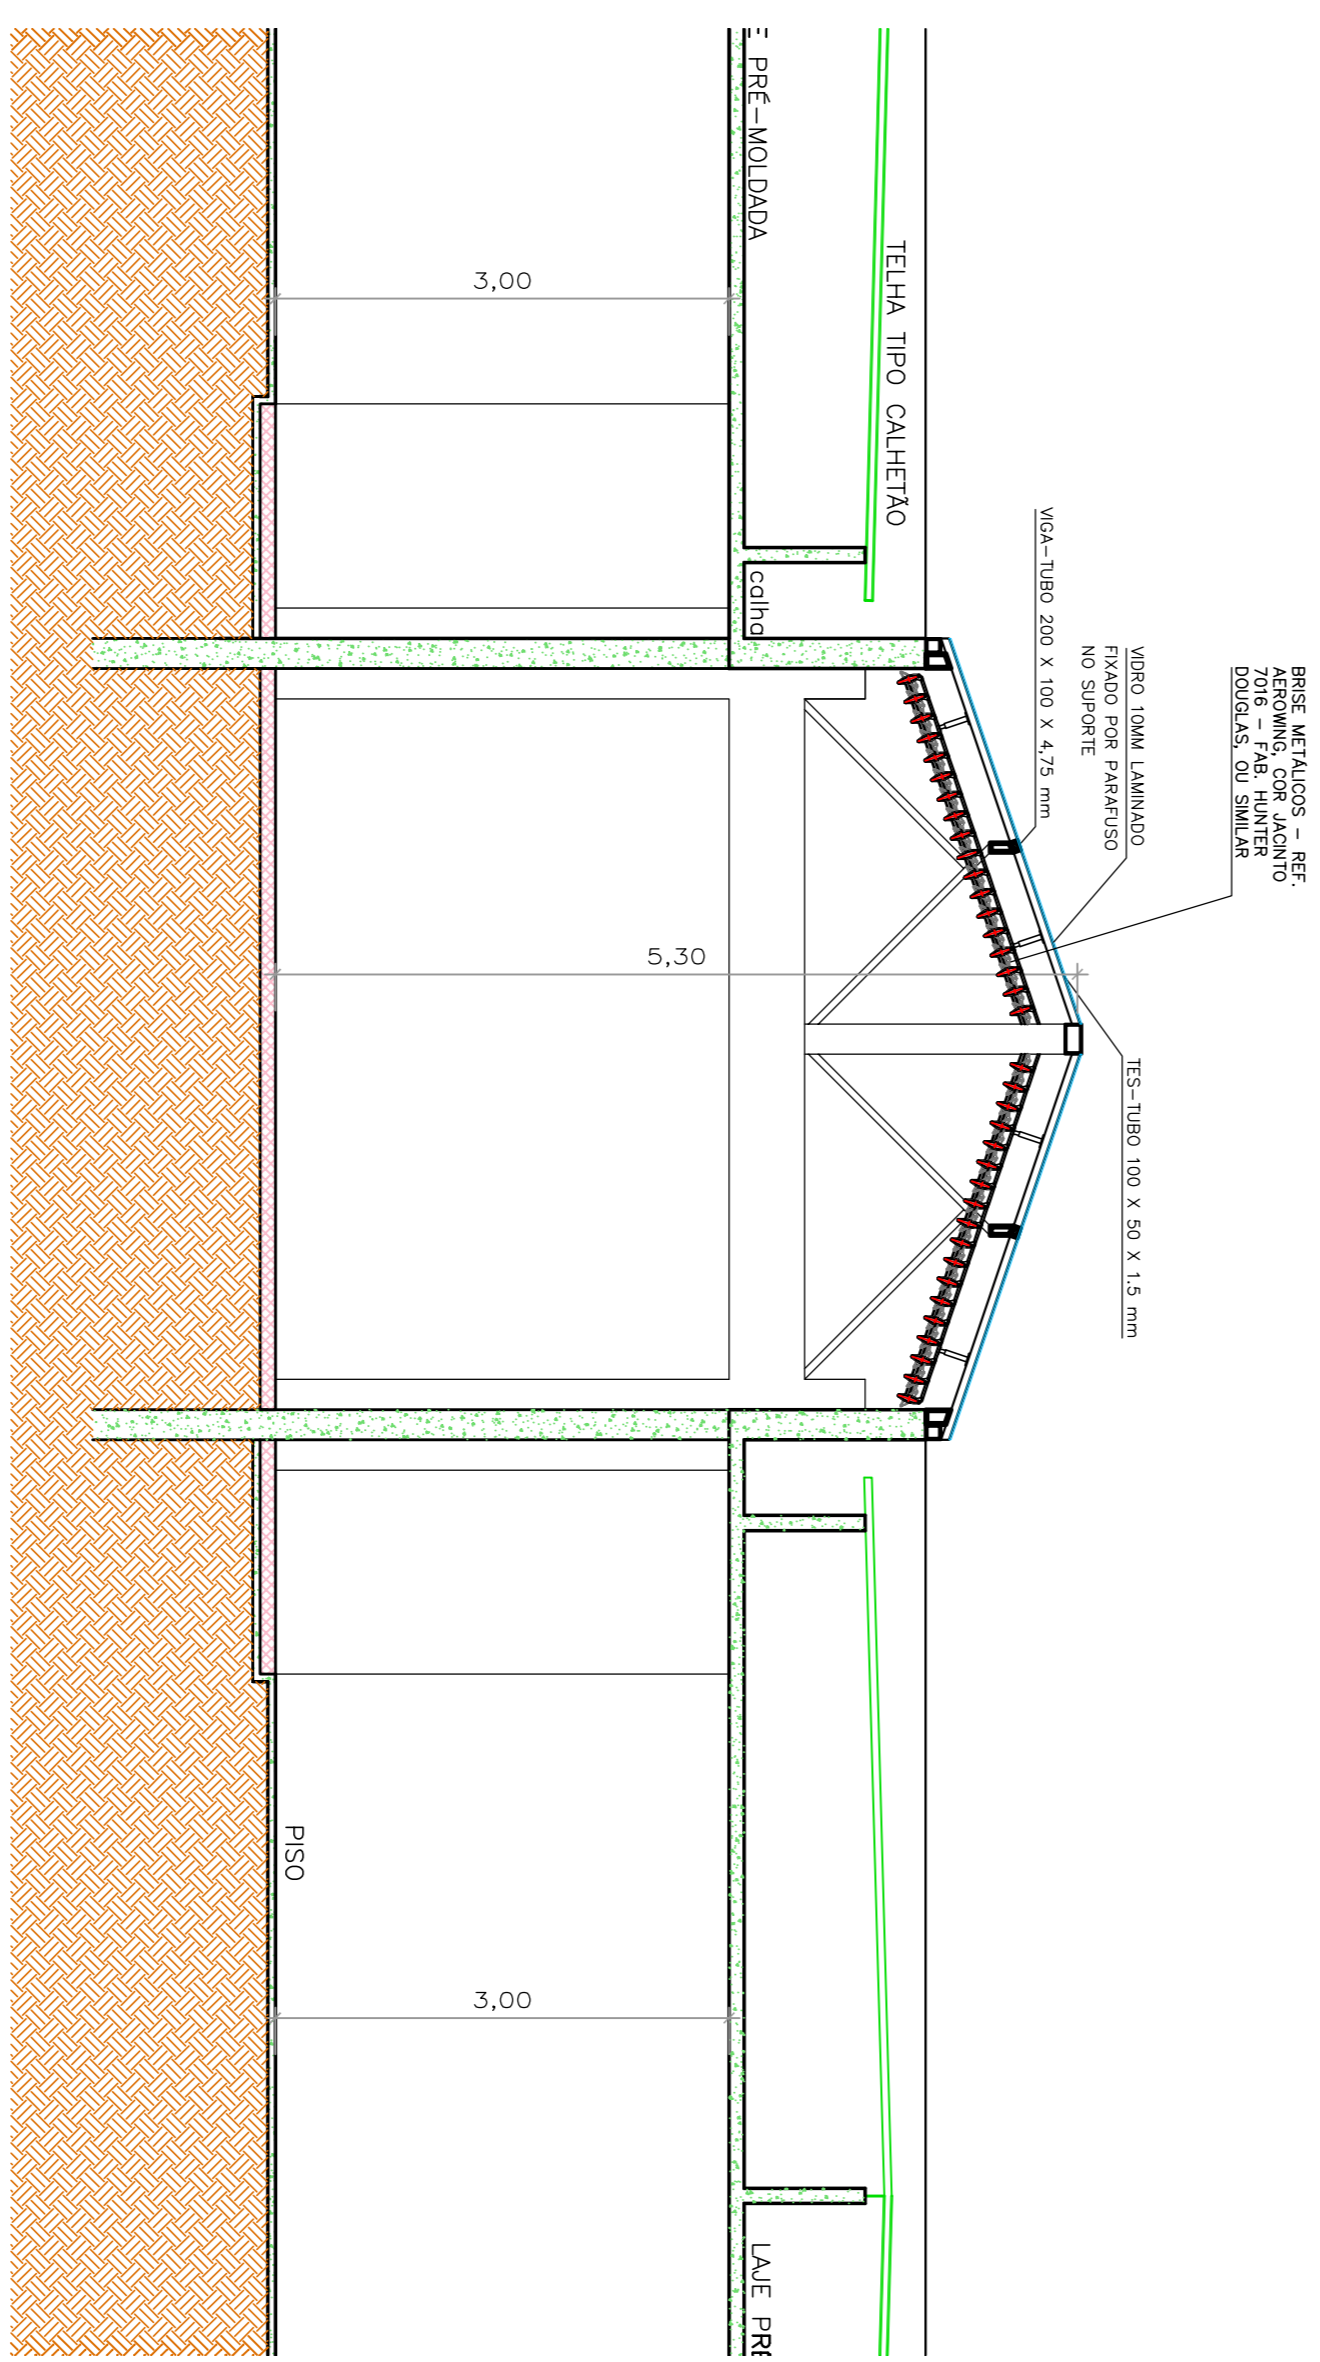 BRISE METÁLICOS – REF.
AEROWING, COR JACINTO
7016 – FAB. HUNTER
DOUGLAS, OU SIMILAR
VIDRO 10MM LAMINADO
FIXADO POR PARAFUSO
NO SUPORTE
TES–TUBO 100 X 50 X 1.5 mm
VIGA–TUBO 200 X 100 X 4,75 mm
TELHA TIPO CALHETÃO
E PRÉ–MOLDADA
calha
LAJE PRÉ
3,00
5,30
3,00
PISO